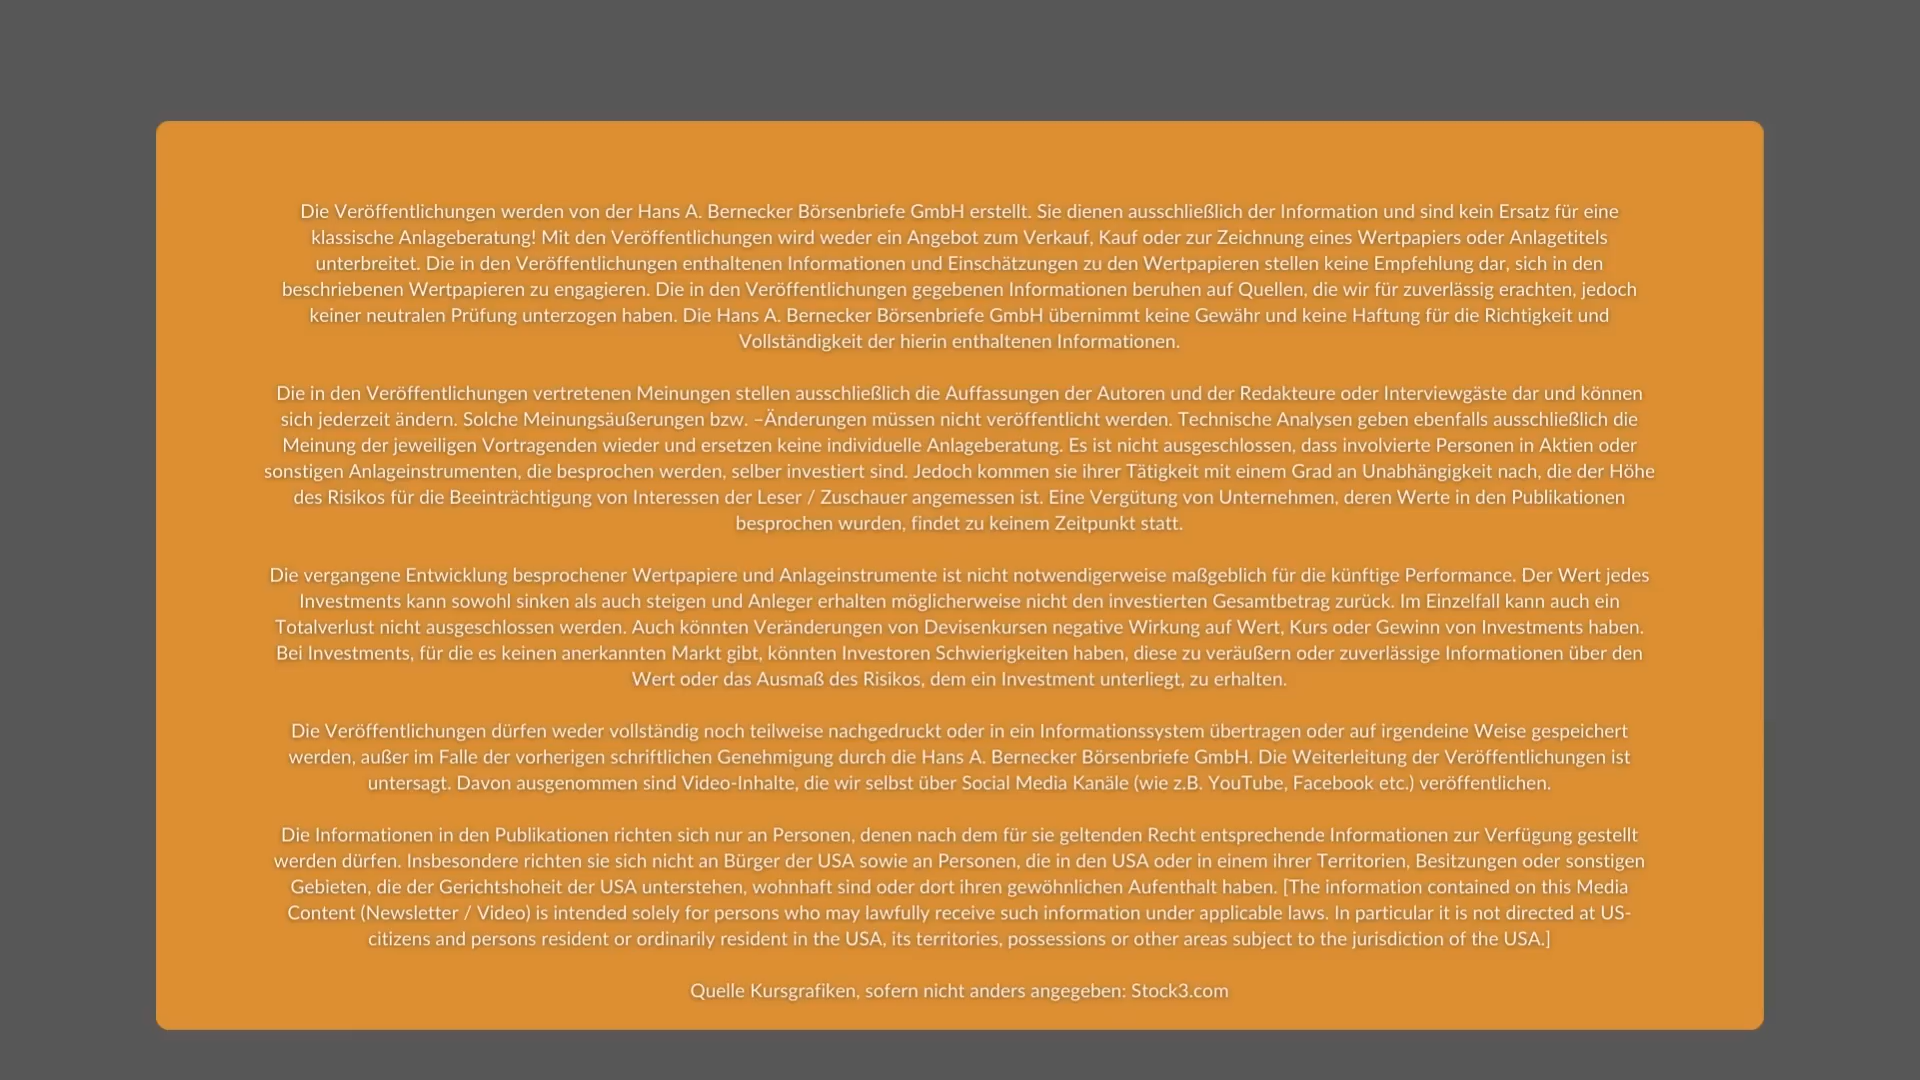 Die Veröffentlichungen werden von der Hans A. Bernecker Börsenbriefe GmbH erstellt. Sie dienen ausschließlich der Information und sind kein Ersatz für eine
klassische Anlageberatung! Mit den Veröffentlichungen wird weder ein Angebot zum Verkauf, Kauf oder zur Zeichnung eines Wertpapiers oder Anlagetitels
unterbreitet. Die in den Veröffentlichungen enthaltenen Informationen und Einschätzungen zu den Wertpapieren stellen keine Empfehlung dar, sich in den
beschriebenen Wertpapieren zu engagieren. Die in den Veröffentlichungen gegebenen Informationen beruhen auf Quellen, die wir für zuverlässig erachten, jedoch
keiner neutralen Prüfung unterzogen haben. Die Hans A. Bernecker Börsenbriefe GmbH übernimmt keine Gewähr und keine Haftung für die Richtigkeit und
Vollständigkeit der hierin enthaltenen Informationen.
Die in den Veröffentlichungen vertretenen Meinungen stellen ausschließlich die Auffassungen der Autoren und der Redakteure oder Interviewgäste dar und können
sich jederzeit ändern. Solche Meinungsäußerungen bzw. –Änderungen müssen nicht veröffentlicht werden. Technische Analysen geben ebenfalls ausschließlich die
Meinung der jeweiligen Vortragenden wieder und ersetzen keine individuelle Anlageberatung. Es ist nicht ausgeschlossen, dass involvierte Personen in Aktien oder
sonstigen Anlageinstrumenten, die besprochen werden, selber investiert sind. Jedoch kommen sie ihrer Tätigkeit mit einem Grad an Unabhängigkeit nach, die der Höhe
des Risikos für die Beeinträchtigung von Interessen der Leser / Zuschauer angemessen ist. Eine Vergütung von Unternehmen, deren Werte in den Publikationen
besprochen wurden, findet zu keinem Zeitpunkt statt.
Die vergangene Entwicklung besprochener Wertpapiere und Anlageinstrumente ist nicht notwendigerweise maßgeblich für die künftige Performance. Der Wert jedes
Investments kann sowohl sinken als auch steigen und Anleger erhalten möglicherweise nicht den investierten Gesamtbetrag zurück. Im Einzelfall kann auch ein
Totalverlust nicht ausgeschlossen werden. Auch könnten Veränderungen von Devisenkursen negative Wirkung auf Wert, Kurs oder Gewinn von Investments haben.
Bei Investments, für die es keinen anerkannten Markt gibt, könnten Investoren Schwierigkeiten haben, diese zu veräußern oder zuverlässige Informationen über den
Wert oder das Ausmaß des Risikos, dem ein Investment unterliegt, zu erhalten.
Die Veröffentlichungen dürfen weder vollständig noch teilweise nachgedruckt oder in ein Informationssystem übertragen oder auf irgendeine Weise gespeichert
werden, außer im Falle der vorherigen schriftlichen Genehmigung durch die Hans A. Bernecker Börsenbriefe GmbH. Die Weiterleitung der Veröffentlichungen ist
untersagt. Davon ausgenommen sind Video-Inhalte, die wir selbst über Social Media Kanäle (wie z.B. YouTube, Facebook etc.) veröffentlichen.
Die Informationen in den Publikationen richten sich nur an Personen, denen nach dem für sie geltenden Recht entsprechende Informationen zur Verfügung gestellt
werden dürfen. Insbesondere richten sie sich nicht an Bürger der USA sowie an Personen, die in den USA oder in einem ihrer Territorien, Besitzungen oder sonstigen
Gebieten, die der Gerichtshoheit der USA unterstehen, wohnhaft sind oder dort ihren gewöhnlichen Aufenthalt haben. [The information contained on this Media
Content (Newsletter / Video) is intended solely for persons who may lawfully receive such information under applicable laws. In particular it is not directed at US-
citizens and persons resident or ordinarily resident in the USA, its territories, possessions or other areas subject to the jurisdiction of the USA.]
Quelle Kursgrafiken, sofern nicht anders angegeben: Stock3.com